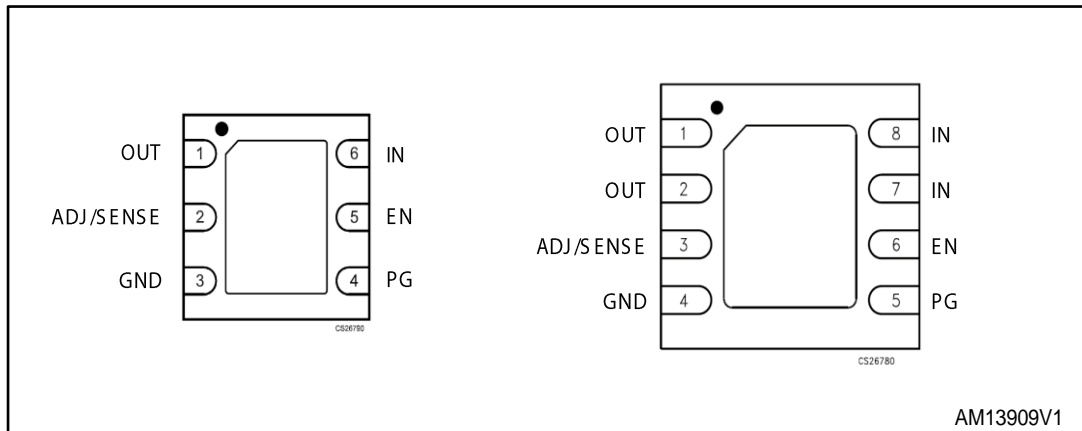 OUT 1 6 IN
ADJ/SENSE 2 5 EN
GND 3 4 PG
CS26790
OUT 1 8 IN
OUT 2 7 IN
ADJ/SENSE 3 6 EN
GND 4 5 PG
CS26780
AM13909V1